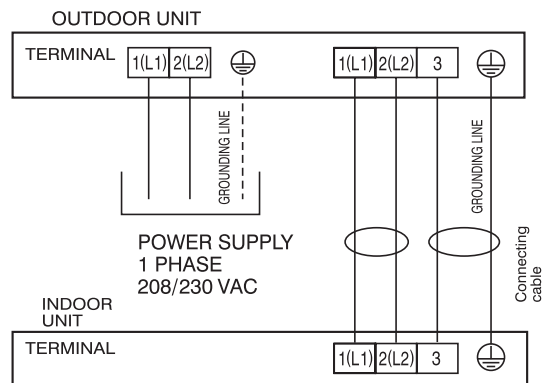 OUTDOOR UNIT
TERMINAL
1(L1) 2(L2)
1(L1) 2(L2) 3
GROUNDING LINE
GROUNDING LINE
POWER SUPPLY
1 PHASE
208/230 VAC
Connecting
cable
INDOOR
UNIT
TERMINAL
1(L1) 2(L2) 3